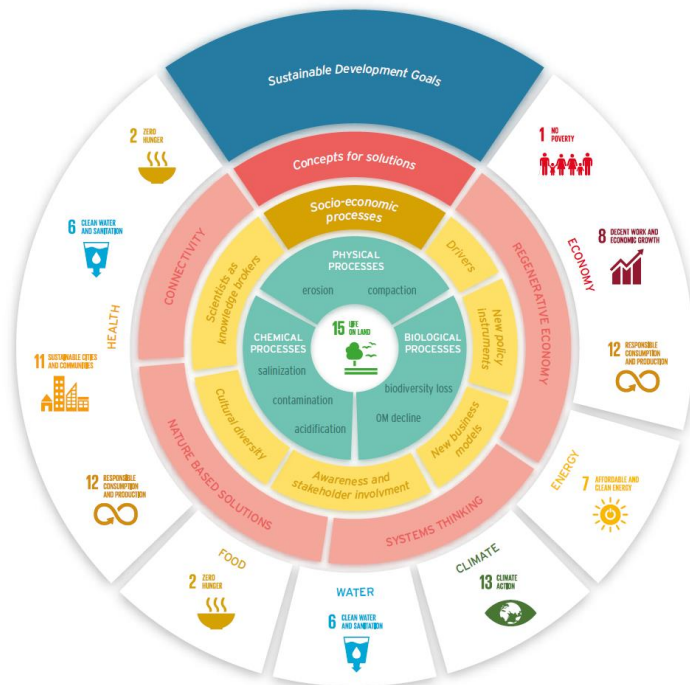 Sustainable Development Goals
Concepts for solutions
Socio-economic
processes
2 ZERO
HUNGER
6 CLEAN WATER
AND SANITATION
HEALTH
11 SUSTAINABLE CITIES
AND COMMUNITIES
12 RESPONSIBLE
CONSUMPTION
AND PRODUCTION
1 NO
POVERTY
ECONOMY
8 DECENT WORK AND
ECONOMIC GROWTH
12 RESPONSIBLE
CONSUMPTION
AND PRODUCTION
ENERGY
7 AFFORDABLE AND
CLEAN ENERGY
CLIMATE
13 CLIMATE
ACTION
WATER
6 CLEAN WATER
AND SANITATION
FOOD
2 ZERO
HUNGER
CONNECTIVITY
REGENERATIVE ECONOMY
SYSTEMS THINKING
NATURE BASED SOLUTIONS
Scientists as
knowledge brokers
Drivers
New policy
instruments
New business
models
Awareness and
stakeholder involvment
Cultural diversity
PHYSICAL
PROCESSES
erosion compaction
CHEMICAL
PROCESSES
salinization
contamination
acidification
BIOLOGICAL
PROCESSES
biodiversity loss
OM decline
15 LIFE
ON LAND